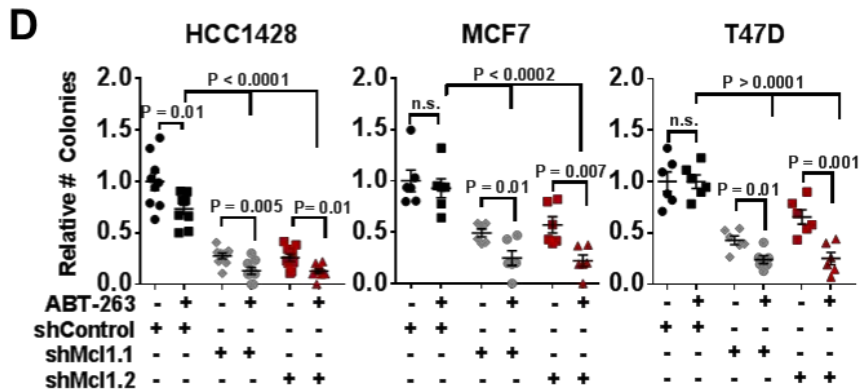 D
HCC1428 MCF7 T47D
Relative # Colonies
2.0 1.5 1.0 0.5 0.0
P < 0.0001
P = 0.01
P = 0.005 P = 0.01
2.0 1.5 1.0 0.5 0.0
P < 0.0002
n.s.
P = 0.007
P = 0.01
2.0 1.5 1.0 0.5 0.0
P > 0.0001
n.s.
P = 0.001
P = 0.01
ABT-263 - + - + - + - + - + - + - + - + - +
shControl + + - - - - + + - - - - + + - - - -
shMcl1.1 - - + + - - - - + + - - - - + + - -
shMcl1.2 - - - - + + - - - - + + - - - - + +